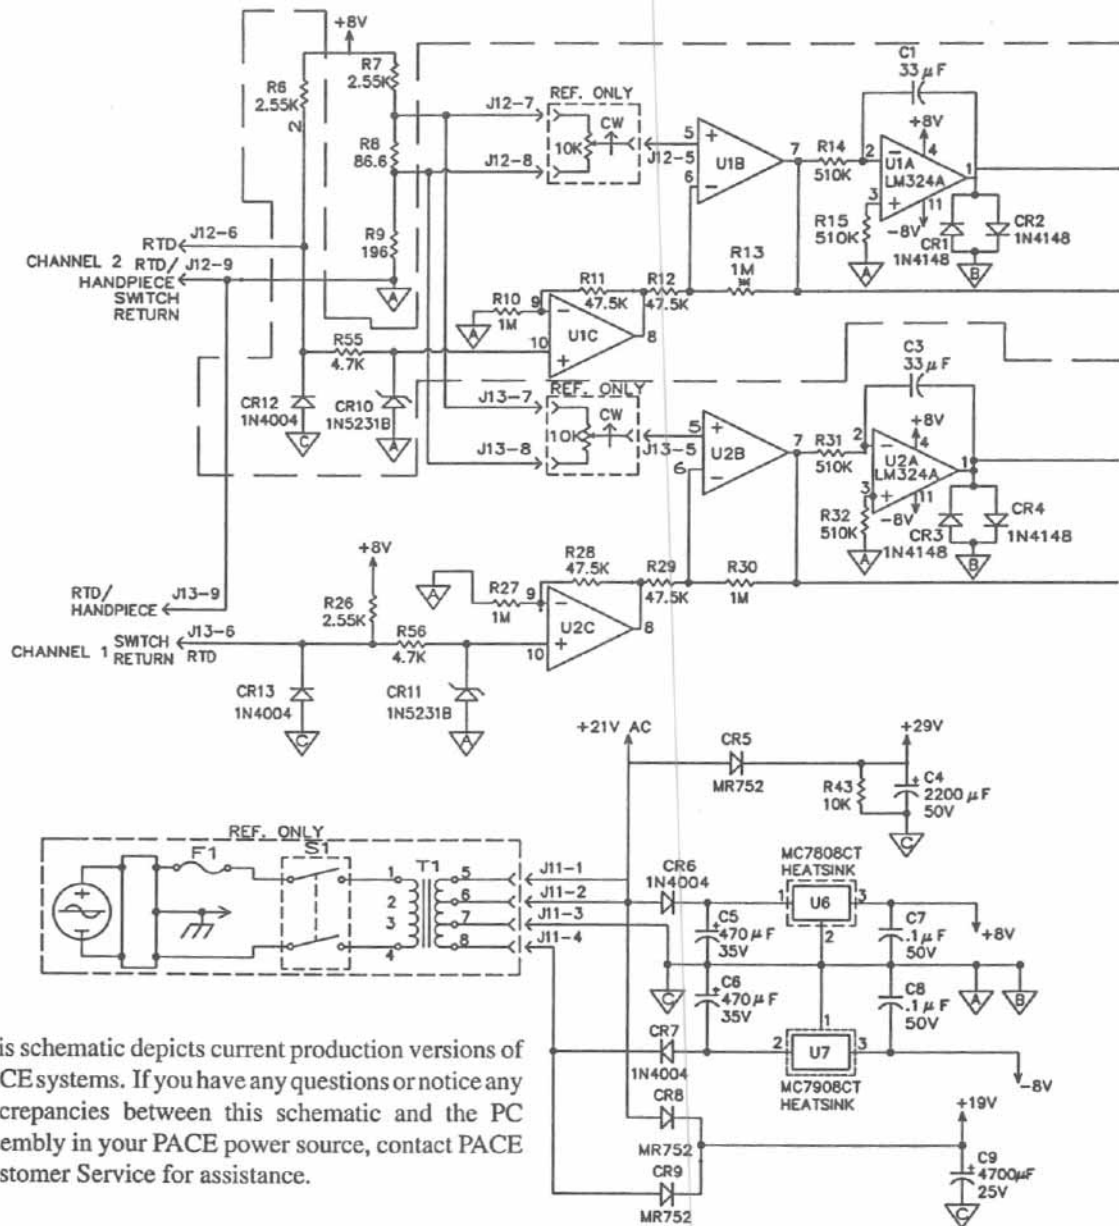 +8V
R6
2.55K
2
R7
2.55K
R8
86.6
R9
196
A
J12-7
J12-8
REF. ONLY
CW
10K
J12-5
5
+
6
-
U1B
7
R14
510K
C1
33µF
+8V
2
-
4
U1A
LM324A
1
3
+
11
-8V
R15
510K
A
CR1
1N4148
CR2
1N4148
B
RTD
J12-6
CHANNEL 2
RTD/
J12-9
HANDPIECE
SWITCH
RETURN
R13
1M
R10
1M
A
R11
47.5K
R12
47.5K
9
-
U1C
8
10
+
R55
4.7K
CR12
1N4004
C
CR10
1N5231B
A
REF. ONLY
J13-7
J13-8
CW
10K
J13-5
5
+
6
-
U2B
7
R31
510K
C3
33µF
+8V
2
-
4
U2A
LM324A
1
3
+
11
-8V
R32
510K
A
CR3
1N4148
CR4
1N4148
B
RTD/
HANDPIECE
J13-9
CHANNEL 1
SWITCH
RETURN
J13-6
RTD
+8V
R26
2.55K
R56
4.7K
A
R27
1M
R28
47.5K
R29
47.5K
R30
1M
9
-
U2C
8
10
+
CR13
1N4004
C
CR11
1N5231B
A
+21V AC
CR5
MR752
+29V
R43
10K
C4
+
2200µF
50V
C
REF. ONLY
F1
S1
T1
1
2
3
4
5
6
7
8
J11-1
J11-2
J11-3
J11-4
CR6
1N4004
C5
+
470µF
35V
MC7808CT
HEATSINK
1
U6
3
2
C7
.1µF
50V
+8V
C
C6
+
470µF
35V
C8
.1µF
50V
A
B
CR7
1N4004
1
2
U7
3
MC7908CT
HEATSINK
-8V
CR8
MR752
CR9
MR752
+19V
C9
+
4700µF
25V
C
is schematic depicts current production versions of
CE systems. If you have any questions or notice any
crepancies between this schematic and the PC
embly in your PACE power source, contact PACE
stomer Service for assistance.